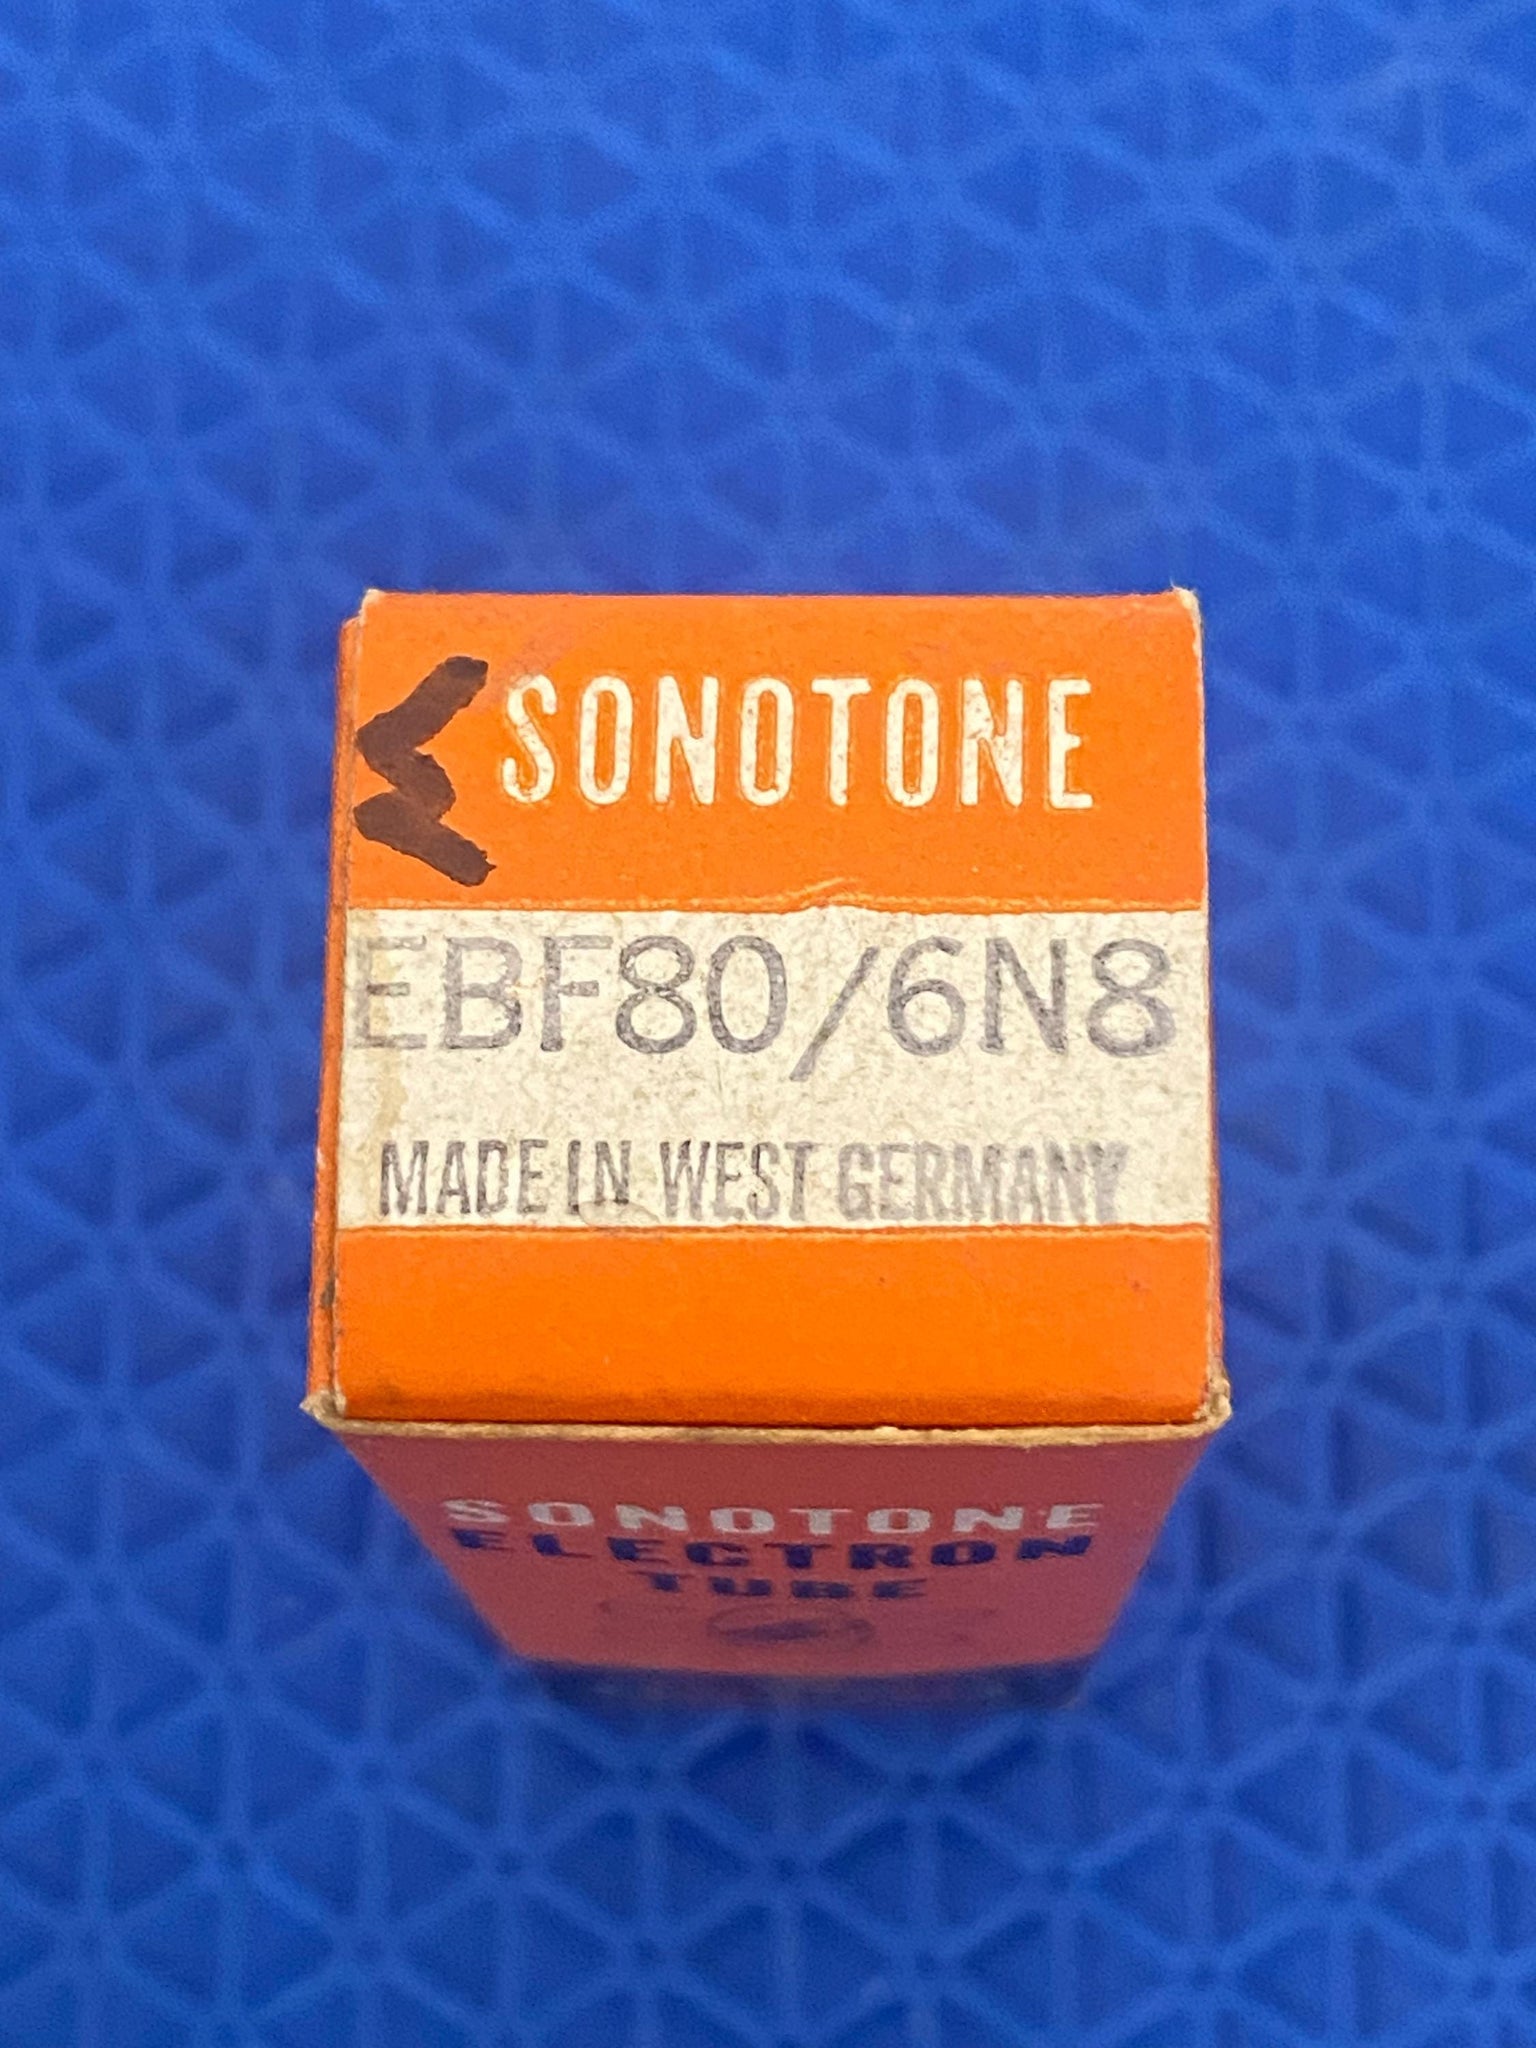 SONOTONE
EBF80/6N8
MADE IN WEST GERMANY
SONOTONE
ELECTRON
TUBE